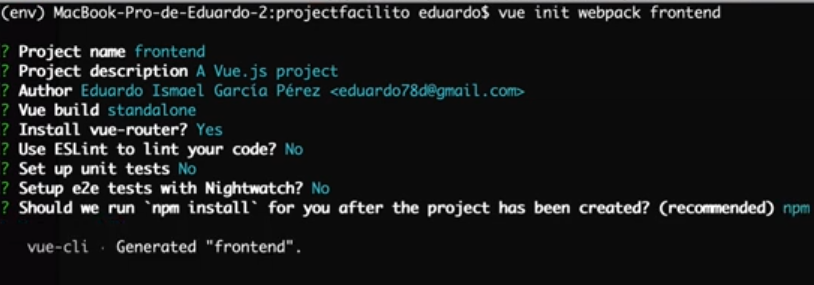 (env) MacBook-Pro-de-Eduardo-2:projectfacilito eduardo$ vue init webpack frontend
? Project name frontend
? Project description A Vue.js project
? Author Eduardo Ismael García Pérez <eduardo78d@gmail.com>
? Vue build standalone
? Install vue-router? Yes
? Use ESLint to lint your code? No
? Set up unit tests No
? Setup e2e tests with Nightwatch? No
? Should we run `npm install` for you after the project has been created? (recommended) npm
vue-cli · Generated "frontend".